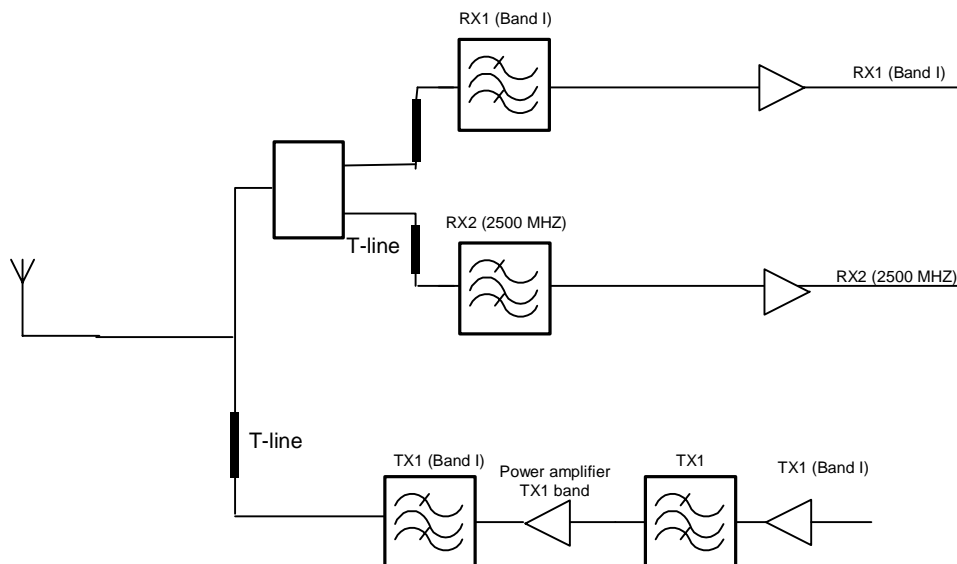 RX1 (Band I)
RX1 (Band I)
RX2 (2500 MHZ)
T-line
RX2 (2500 MHZ)
T-line
TX1 (Band I)
Power amplifier
TX1 band
TX1
TX1 (Band I)